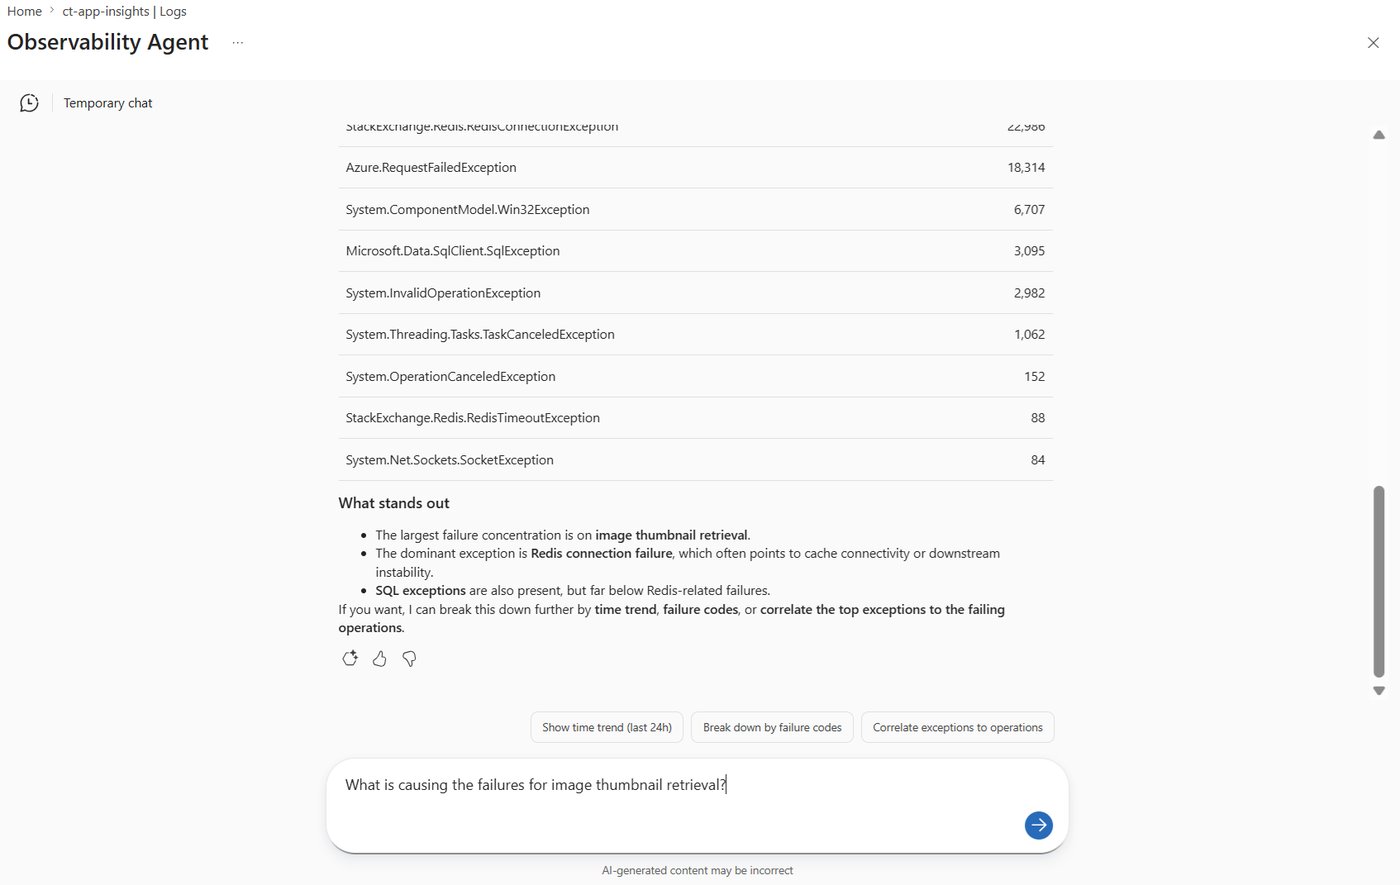 Home > ct-app-insights | Logs
Observability Agent ...
Temporary chat
StackExchange.Redis.RedisConnectionException 22,986
Azure.RequestFailedException 18,314
System.ComponentModel.Win32Exception 6,707
Microsoft.Data.SqlClient.SqlException 3,095
System.InvalidOperationException 2,982
System.Threading.Tasks.TaskCanceledException 1,062
System.OperationCanceledException 152
StackExchange.Redis.RedisTimeoutException 88
System.Net.Sockets.SocketException 84
What stands out
• The largest failure concentration is on image thumbnail retrieval.
• The dominant exception is Redis connection failure, which often points to cache connectivity or downstream
instability.
• SQL exceptions are also present, but far below Redis-related failures.
If you want, I can break this down further by time trend, failure codes, or correlate the top exceptions to the failing
operations.
Show time trend (last 24h) Break down by failure codes Correlate exceptions to operations
What is causing the failures for image thumbnail retrieval?
AI-generated content may be incorrect